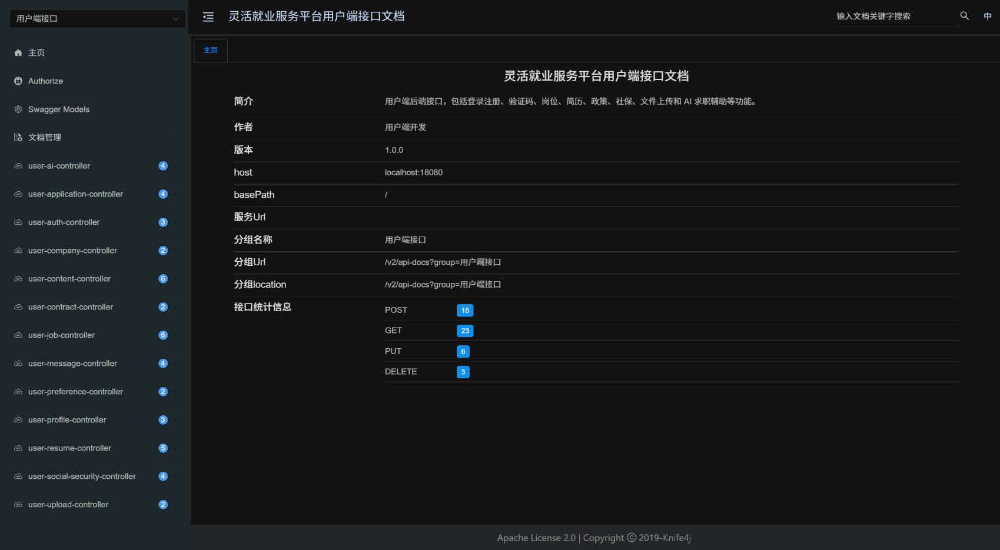 用户端接口
主页
Authorize
Swagger Models
文档管理
user-ai-controller 4
user-application-controller 4
user-auth-controller 3
user-company-controller 2
user-content-controller 6
user-contract-controller 2
user-job-controller 6
user-message-controller 4
user-preference-controller 2
user-profile-controller 3
user-resume-controller 5
user-social-security-controller 4
user-upload-controller 2
灵活就业服务平台用户端接口文档
输入文档关键字搜索
中
主页
灵活就业服务平台用户端接口文档
简介 用户端后端接口，包括登录注册、验证码、岗位、简历、政策、社保、文件上传和 AI 求职辅助等功能。
作者 用户端开发
版本 1.0.0
host localhost:18080
basePath /
服务Url
分组名称 用户端接口
分组Url /v2/api-docs?group=用户端接口
分组location /v2/api-docs?group=用户端接口
接口统计信息
POST 15
GET 23
PUT 6
DELETE 3
Apache License 2.0 | Copyright © 2019-Knife4j